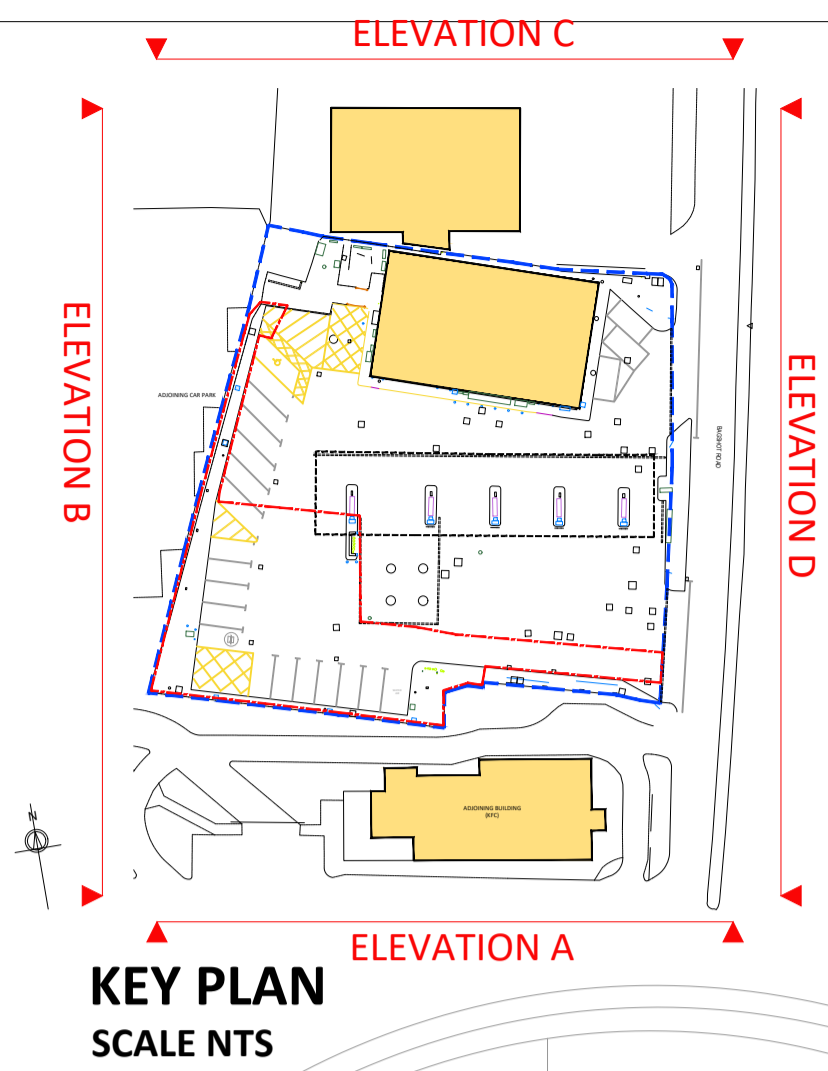 ELEVATION C
ELEVATION B
ADJOINING CAR PARK
BAGSHOT ROAD
ELEVATION D
ADJOINING BUILDING
(KFC)
N
ELEVATION A
KEY PLAN
SCALE NTS